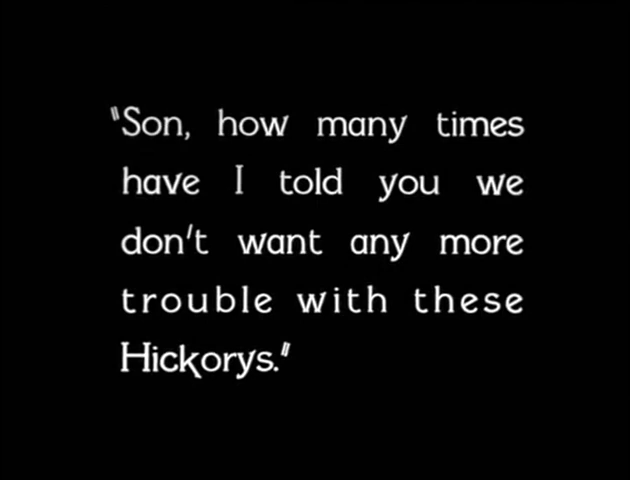 "Son, how many times
have I told you we
don't want any more
trouble with these
Hickorys."